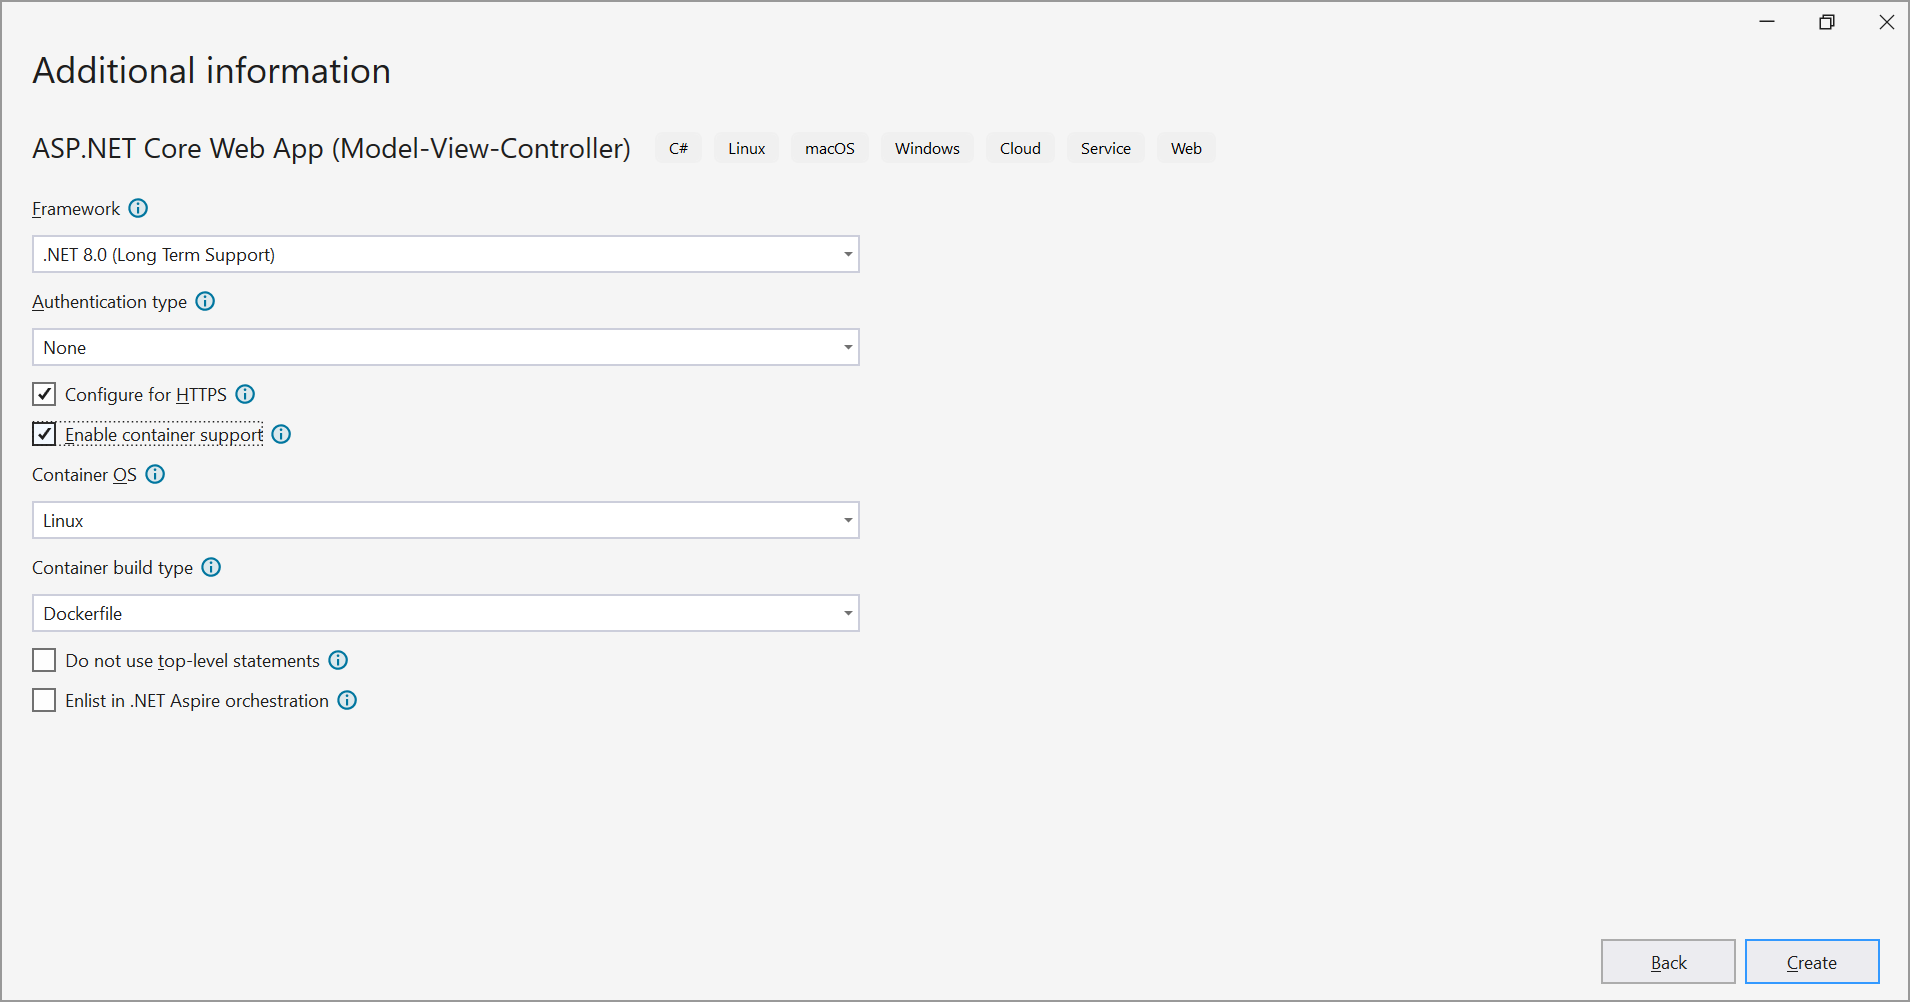 Additional information
ASP.NET Core Web App (Model-View-Controller) C# Linux macOS Windows Cloud Service Web
Framework
.NET 8.0 (Long Term Support)
Authentication type
None
Configure for HTTPS
Enable container support
Container OS
Linux
Container build type
Dockerfile
Do not use top-level statements
Enlist in .NET Aspire orchestration
Back Create